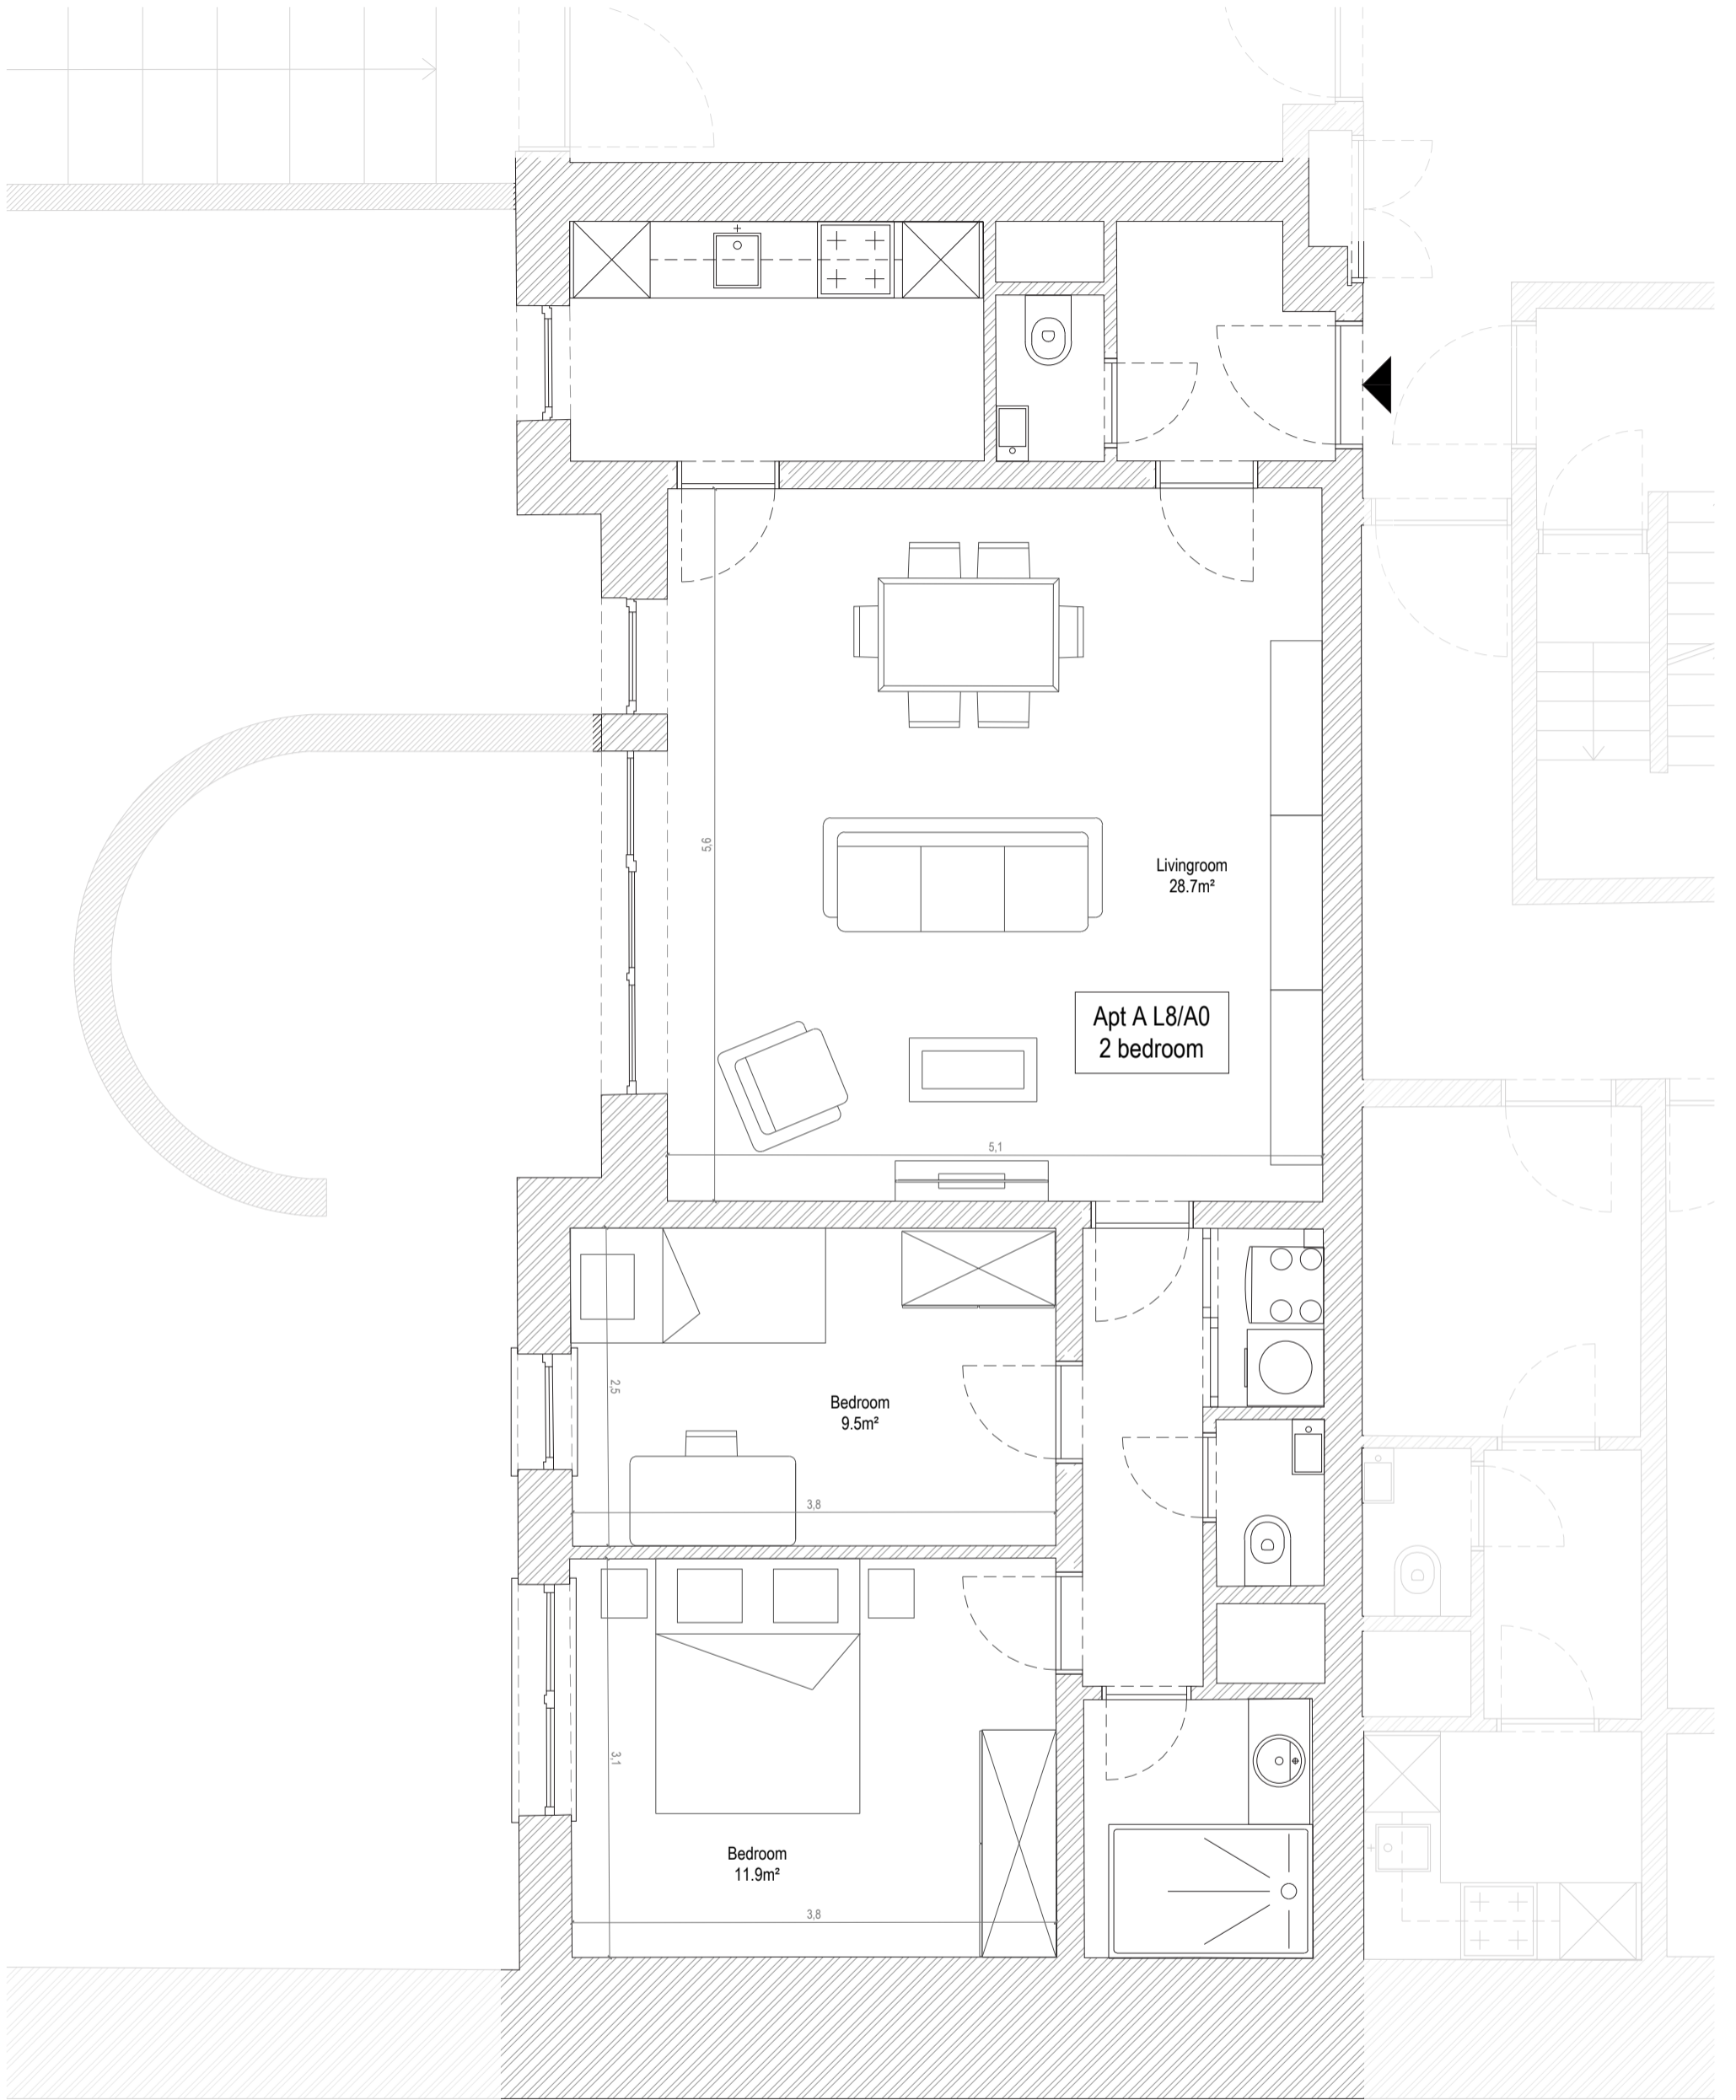 5,6
Livingroom
28.7m²
Apt A L8/A0
2 bedroom
5,1
2,5
Bedroom
9.5m²
3,8
3,1
Bedroom
11.9m²
3,8